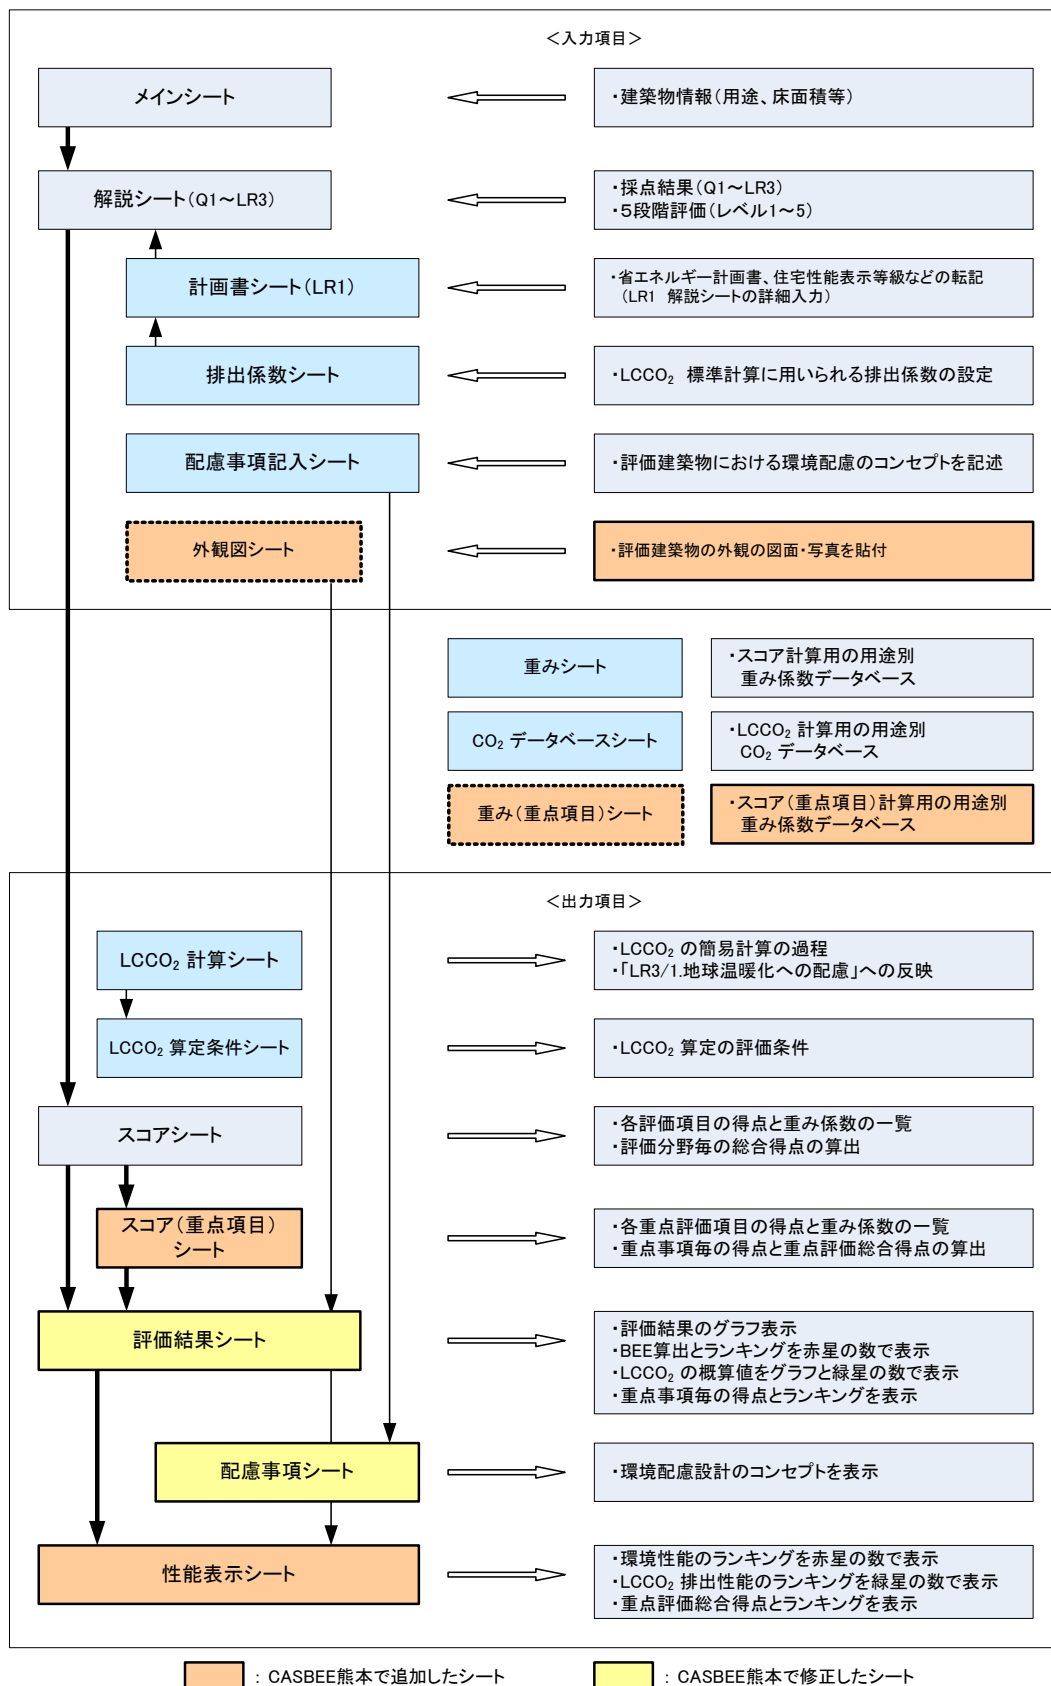 ＜入力項目＞
メインシート
・建築物情報（用途、床面積等）
解説シート（Q1～LR3）
・採点結果（Q1～LR3）
・5段階評価（レベル1～5）
計画書シート（LR1）
・省エネルギー計画書、住宅性能表示等級などの転記
（LR1　解説シートの詳細入力）
排出係数シート
・LCCO₂　標準計算に用いられる排出係数の設定
配慮事項記入シート
・評価建築物における環境配慮のコンセプトを記述
外観図シート
・評価建築物の外観の図面・写真を貼付
重みシート
・スコア計算用の用途別
重み係数データベース
CO₂ データベースシート
・LCCO₂ 計算用の用途別
CO₂ データベース
重み（重点項目）シート
・スコア（重点項目）計算用の用途別
重み係数データベース
＜出力項目＞
LCCO₂ 計算シート
・LCCO₂ の簡易計算の過程
・「LR3/1.地球温暖化への配慮」への反映
LCCO₂ 算定条件シート
・LCCO₂ 算定の評価条件
スコアシート
・各評価項目の得点と重み係数の一覧
・評価分野毎の総合得点の算出
スコア（重点項目）
シート
・各重点評価項目の得点と重み係数の一覧
・重点事項毎の得点と重点評価総合得点の算出
評価結果シート
・評価結果のグラフ表示
・BEE算出とランキングを赤星の数で表示
・LCCO₂ の概算値をグラフと緑星の数で表示
・重点事項毎の得点とランキングを表示
配慮事項シート
・環境配慮設計のコンセプトを表示
性能表示シート
・環境性能のランキングを赤星の数で表示
・LCCO₂ 排出性能のランキングを緑星の数で表示
・重点評価総合得点とランキングを表示
：CASBEE熊本で追加したシート
：CASBEE熊本で修正したシート